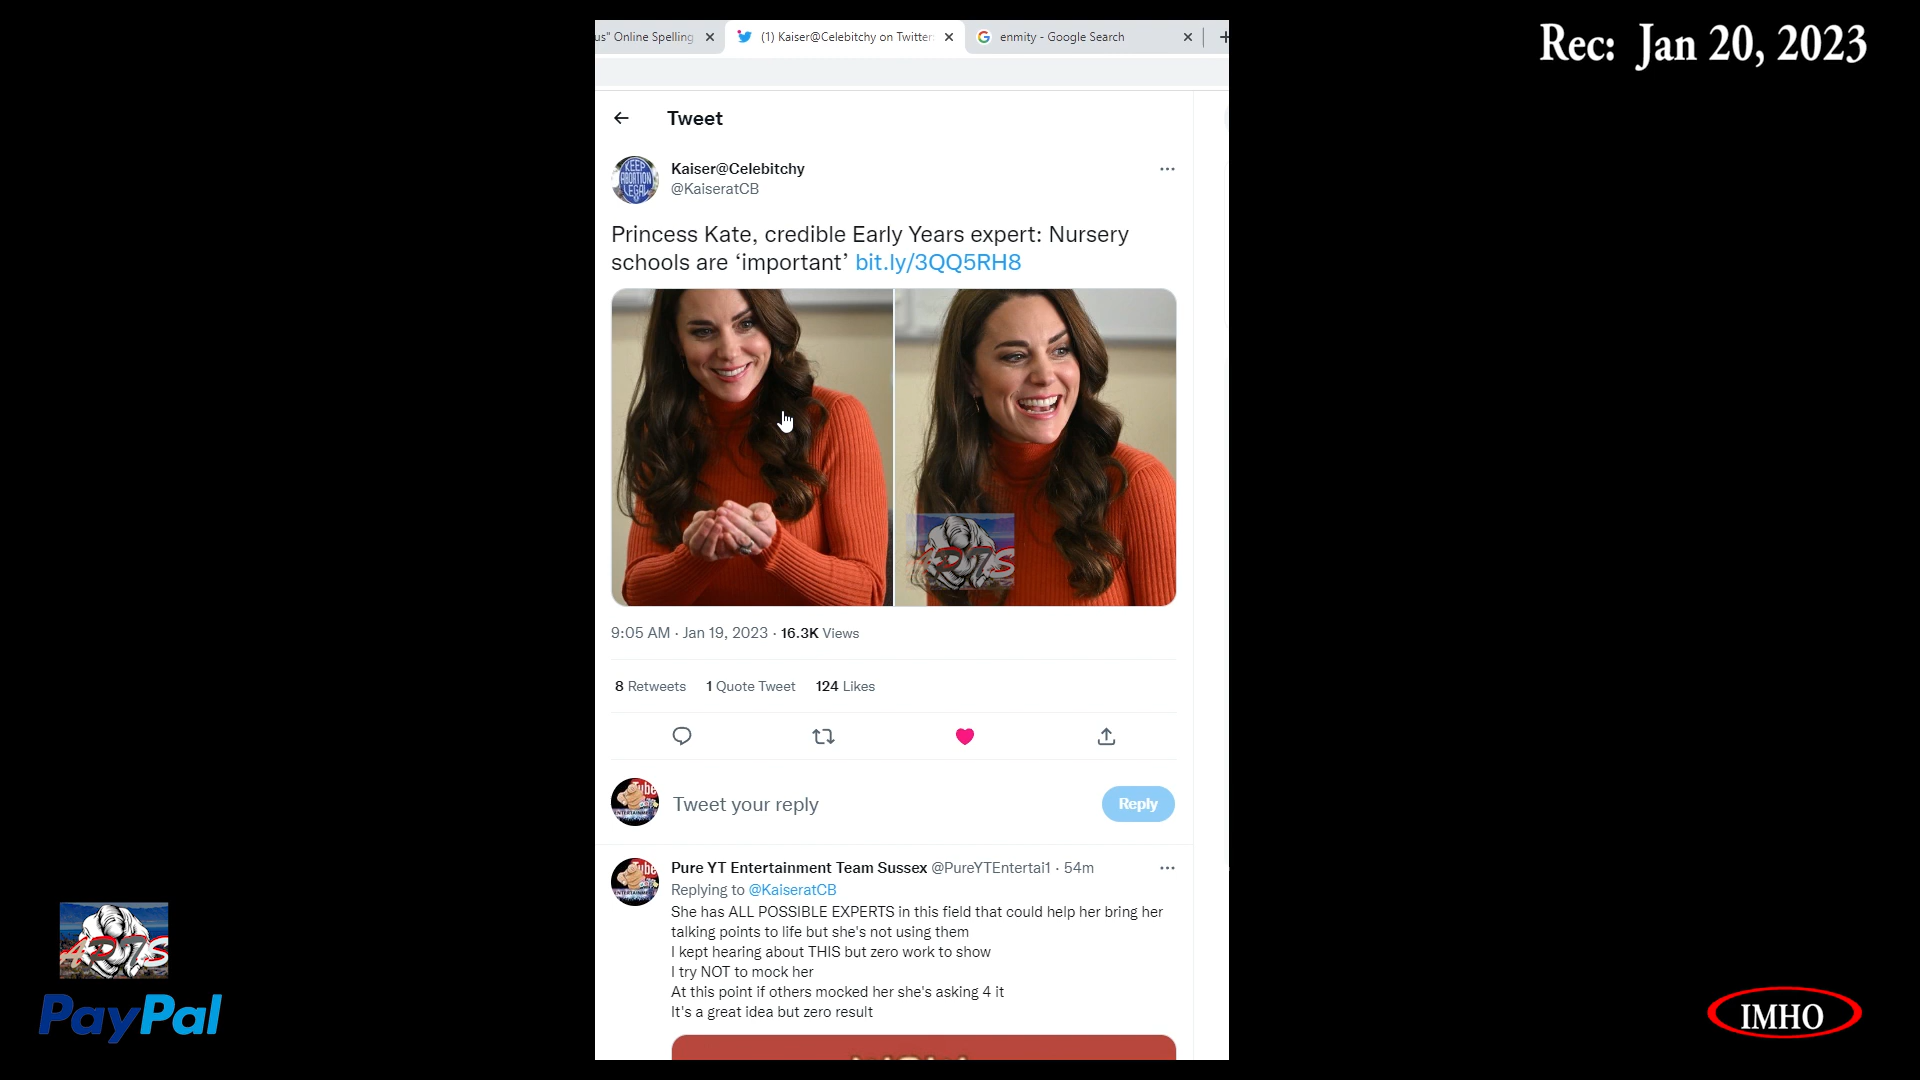 us" Online Spelling
(1) Kaiser@Celebitchy on Twitter:
enmity - Google Search
Rec: Jan 20, 2023
Tweet
KEEP
ABORTION
LEGAL
Kaiser@Celebitchy
@KaiseratCB
Princess Kate, credible Early Years expert: Nursery
schools are ‘important’ bit.ly/3QQ5RH8
ADTS
9:05 AM · Jan 19, 2023 · 16.3K Views
8 Retweets 1 Quote Tweet 124 Likes
Tweet your reply
Reply
Pure YT Entertainment Team Sussex @PureYTEntertai1 · 54m
Replying to @KaiseratCB
She has ALL POSSIBLE EXPERTS in this field that could help her bring her
talking points to life but she's not using them
I kept hearing about THIS but zero work to show
I try NOT to mock her
At this point if others mocked her she's asking 4 it
It's a great idea but zero result
ADTS
PayPal
IMHO